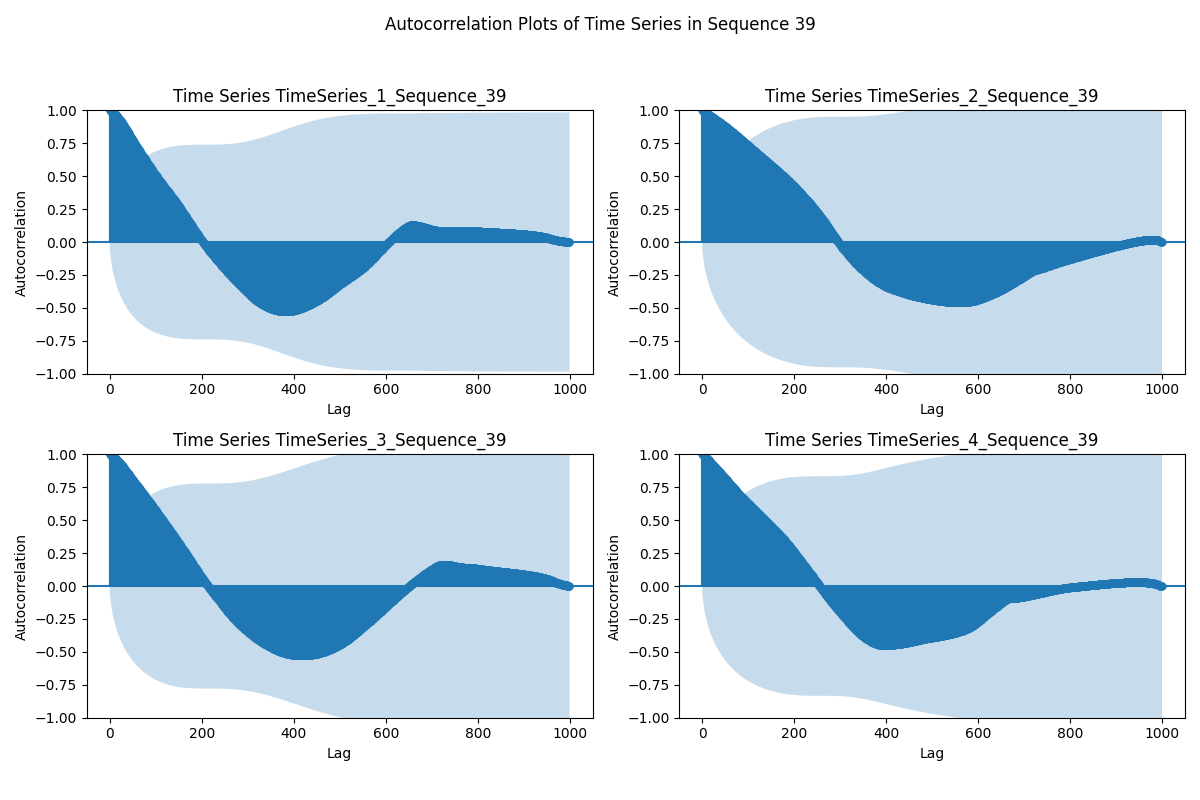 Autocorrelation Plots of Time Series in Sequence 39
Time Series TimeSeries_1_Sequence_39
1.00
0.75
0.50
0.25
0.00
−0.25
−0.50
−0.75
−1.00
Autocorrelation
0 200 400 600 800 1000
Lag
Time Series TimeSeries_2_Sequence_39
1.00
0.75
0.50
0.25
0.00
−0.25
−0.50
−0.75
−1.00
Autocorrelation
0 200 400 600 800 1000
Lag
Time Series TimeSeries_3_Sequence_39
1.00
0.75
0.50
0.25
0.00
−0.25
−0.50
−0.75
−1.00
Autocorrelation
0 200 400 600 800 1000
Lag
Time Series TimeSeries_4_Sequence_39
1.00
0.75
0.50
0.25
0.00
−0.25
−0.50
−0.75
−1.00
Autocorrelation
0 200 400 600 800 1000
Lag